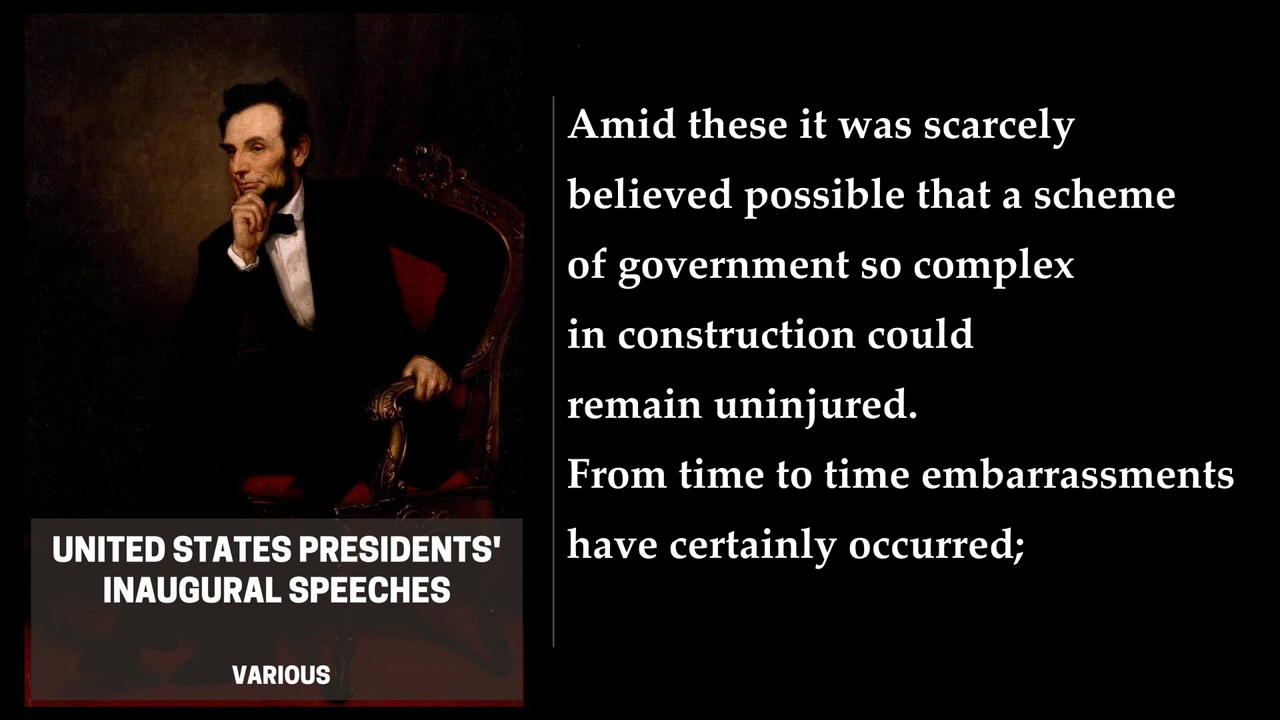 UNITED STATES PRESIDENTS'
INAUGURAL SPEECHES
VARIOUS
Amid these it was scarcely
believed possible that a scheme
of government so complex
in construction could
remain uninjured.
From time to time embarrassments
have certainly occurred;